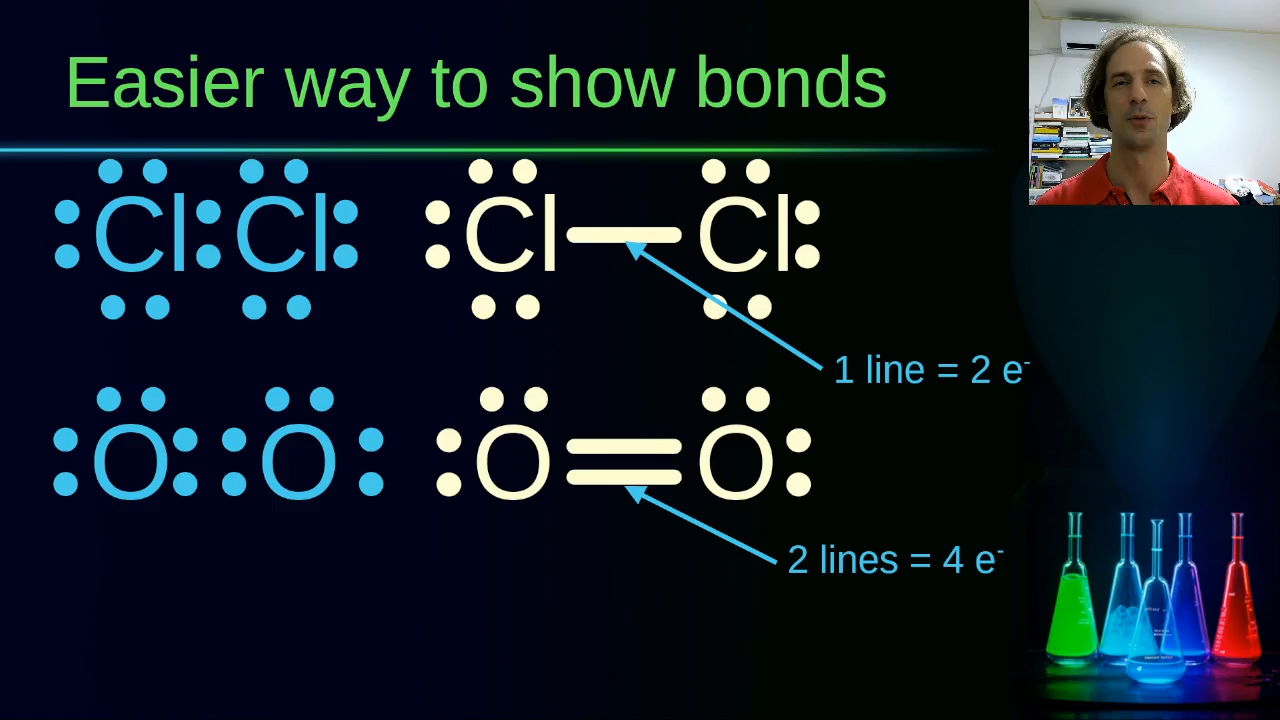 Easier way to show bonds
Cl Cl Cl Cl
1 line = 2 e-
O O O O
2 lines = 4 e-